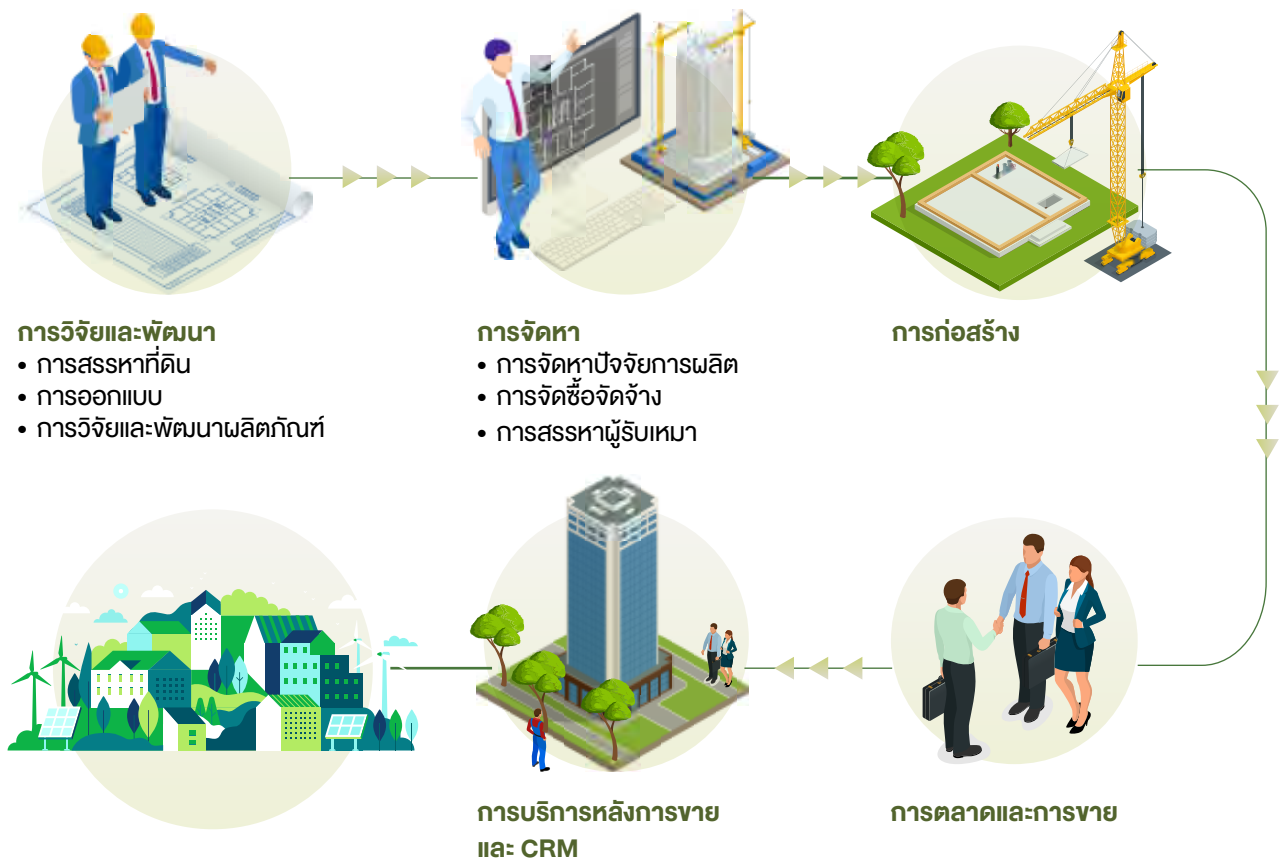 การวิจัยและพัฒนา
• การสรรหาที่ดิน
• การออกแบบ
• การวิจัยและพัฒนาผลิตภัณฑ์
การจัดหา
• การจัดหาปัจจัยการผลิต
• การจัดซื้อจัดจ้าง
• การสรรหาผู้รับเหมา
การก่อสร้าง
การบริการหลังการขาย
และ CRM
การตลาดและการขาย